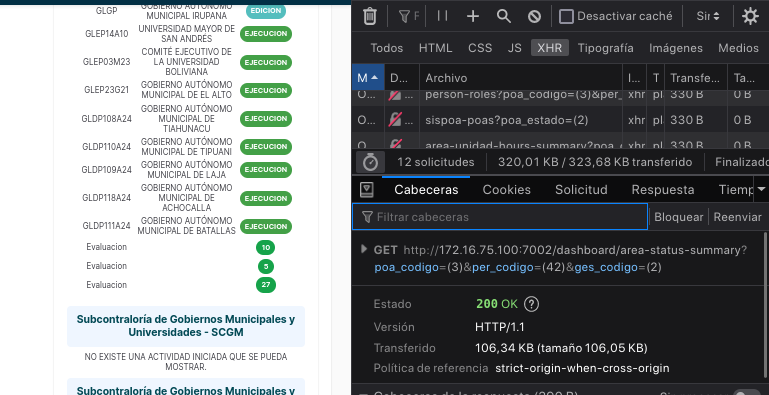 GLGP
GOBIERNO AUTÓNOMO
MUNICIPAL IRUPANA
EDICIÓN
GLEP14A10
UNIVERSIDAD MAYOR DE
SAN ANDRÉS
EJECUCION
GLEP03M23
COMITÉ EJECUTIVO DE
LA UNIVERSIDAD
BOLIVIANA
EJECUCION
GLEP23G21
GOBIERNO AUTÓNOMO
MUNICIPAL DE EL ALTO
EJECUCION
GLDP108A24
GOBIERNO AUTÓNOMO
MUNICIPAL DE
TIAHUNACU
EJECUCION
GLDP110A24
GOBIERNO AUTÓNOMO
MUNICIPAL DE TIPUANI
EJECUCION
GLDP109A24
GOBIERNO AUTÓNOMO
MUNICIPAL DE LAJA
EJECUCION
GLDP118A24
GOBIERNO AUTÓNOMO
MUNICIPAL DE
ACHOCALLA
EJECUCION
GLDP111A24
GOBIERNO AUTÓNOMO
MUNICIPAL DE BATALLAS
EJECUCION
Evaluacion 10
Evaluacion 5
Evaluacion 27
Subcontraloría de Gobiernos Municipales y
Universidades - SCGM
NO EXISTE UNA ACTIVIDAD INICIADA QUE SE PUEDA
MOSTRAR.
Subcontraloría de Gobiernos Municipales y
F
Desactivar caché
Sir
Todos HTML CSS JS XHR Tipografía Imágenes Medios
M D... Archivo I... T Transfe... Ta...
O... ... person-roles?poa_codigo=(3)&per_ xhr pl 330 B 0 B
O... ... sispoa-poas?poa_estado=(2) xhr pl 330 B 0 B
O... ... area-unidad-hours-summary?poa_c xhr pl 330 B 0 B
12 solicitudes 320,01 KB / 323,68 KB transferido Finalizado
Cabeceras Cookies Solicitud Respuesta Tiemp
Filtrar cabeceras
Bloquear Reenviar
GET http://172.16.75.100:7002/dashboard/area-status-summary?
poa_codigo=(3)&per_codigo=(42)&ges_codigo=(2)
Estado 200 OK ?
Versión HTTP/1.1
Transferido 106,34 KB (tamaño 106,05 KB)
Política de referencia strict-origin-when-cross-origin